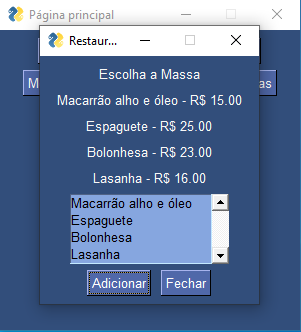 Página principal
Restaur...
Escolha a Massa
Macarrão alho e óleo - R$ 15.00
Espaguete - R$ 25.00
Bolonhesa - R$ 23.00
Lasanha - R$ 16.00
Macarrão alho e óleo
Espaguete
Bolonhesa
Lasanha
Adicionar Fechar